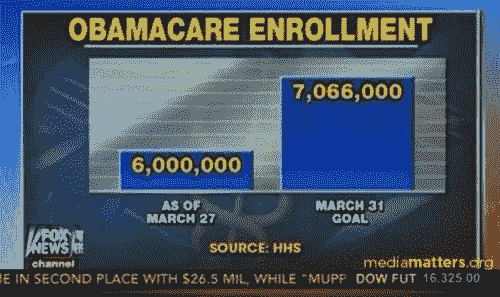 OBAMACARE ENROLLMENT
7,066,000
6,000,000
AS OF
MARCH 27
MARCH 31
GOAL
SOURCE: HHS
FOX
NEWS
channel
mediamatters.org
IE IN SECOND PLACE WITH $26.5 MIL, WHILE "MUPP DOW FUT 16,325.00